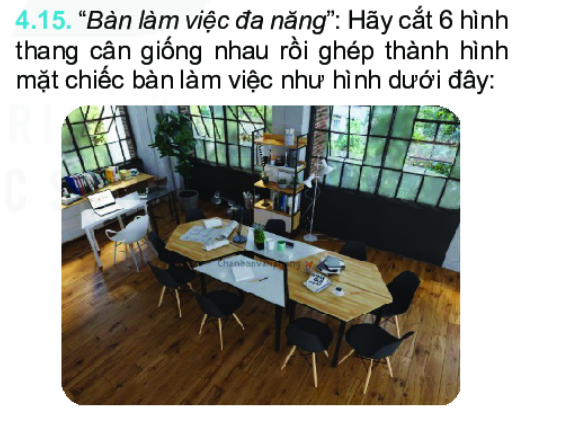 4.15. “Bàn làm việc đa năng”: Hãy cắt 6 hình
thang cân giống nhau rồi ghép thành hình
mặt chiếc bàn làm việc như hình dưới đây: